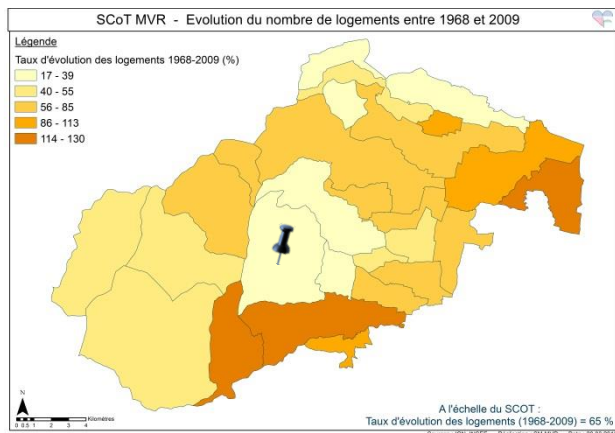 SCoT MVR - Evolution du nombre de logements entre 1968 et 2009
Légende
Taux d'évolution des logements 1968-2009 (%)
17 - 39
40 - 55
56 - 85
86 - 113
114 - 130
N
0 0.5 1 2 3 4
Kilomètres
A l'échelle du SCOT :
Taux d'évolution des logements (1968-2009) = 65 %